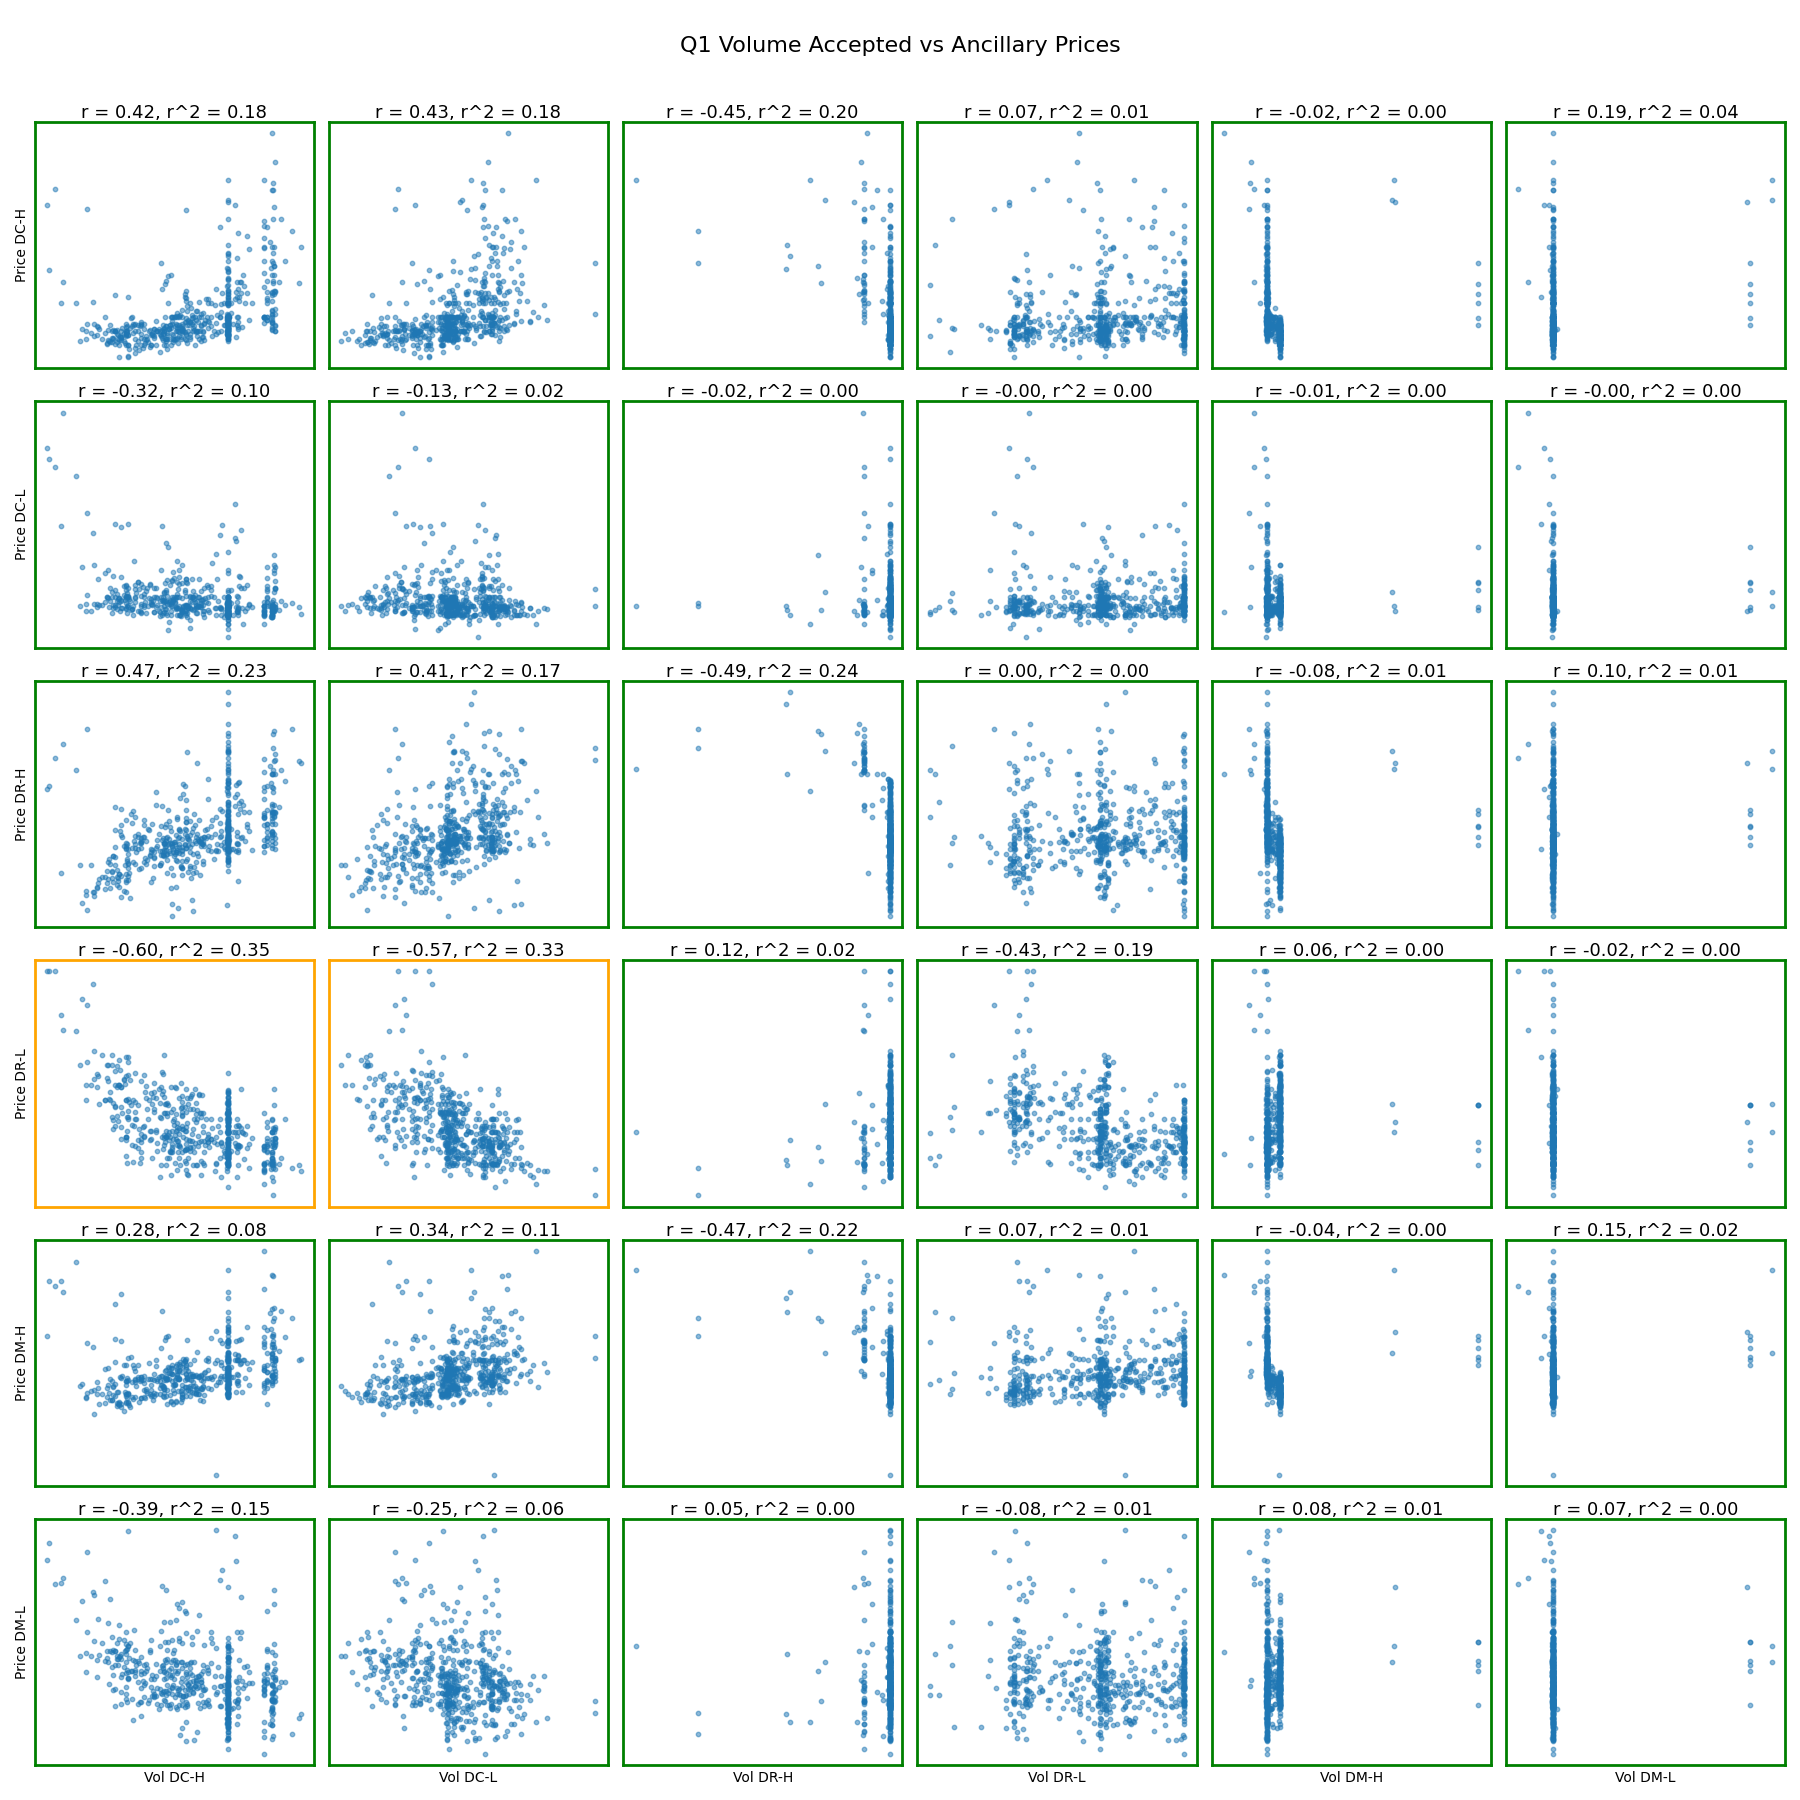 Q1 Volume Accepted vs Ancillary Prices
r = 0.42, r^2 = 0.18
r = 0.43, r^2 = 0.18
r = -0.45, r^2 = 0.20
r = 0.07, r^2 = 0.01
r = -0.02, r^2 = 0.00
r = 0.19, r^2 = 0.04
Price DC-H
r = -0.32, r^2 = 0.10
r = -0.13, r^2 = 0.02
r = -0.02, r^2 = 0.00
r = -0.00, r^2 = 0.00
r = -0.01, r^2 = 0.00
r = -0.00, r^2 = 0.00
Price DC-L
r = 0.47, r^2 = 0.23
r = 0.41, r^2 = 0.17
r = -0.49, r^2 = 0.24
r = 0.00, r^2 = 0.00
r = -0.08, r^2 = 0.01
r = 0.10, r^2 = 0.01
Price DR-H
r = -0.60, r^2 = 0.35
r = -0.57, r^2 = 0.33
r = 0.12, r^2 = 0.02
r = -0.43, r^2 = 0.19
r = 0.06, r^2 = 0.00
r = -0.02, r^2 = 0.00
Price DR-L
r = 0.28, r^2 = 0.08
r = 0.34, r^2 = 0.11
r = -0.47, r^2 = 0.22
r = 0.07, r^2 = 0.01
r = -0.04, r^2 = 0.00
r = 0.15, r^2 = 0.02
Price DM-H
r = -0.39, r^2 = 0.15
r = -0.25, r^2 = 0.06
r = 0.05, r^2 = 0.00
r = -0.08, r^2 = 0.01
r = 0.08, r^2 = 0.01
r = 0.07, r^2 = 0.00
Price DM-L
Vol DC-H
Vol DC-L
Vol DR-H
Vol DR-L
Vol DM-H
Vol DM-L